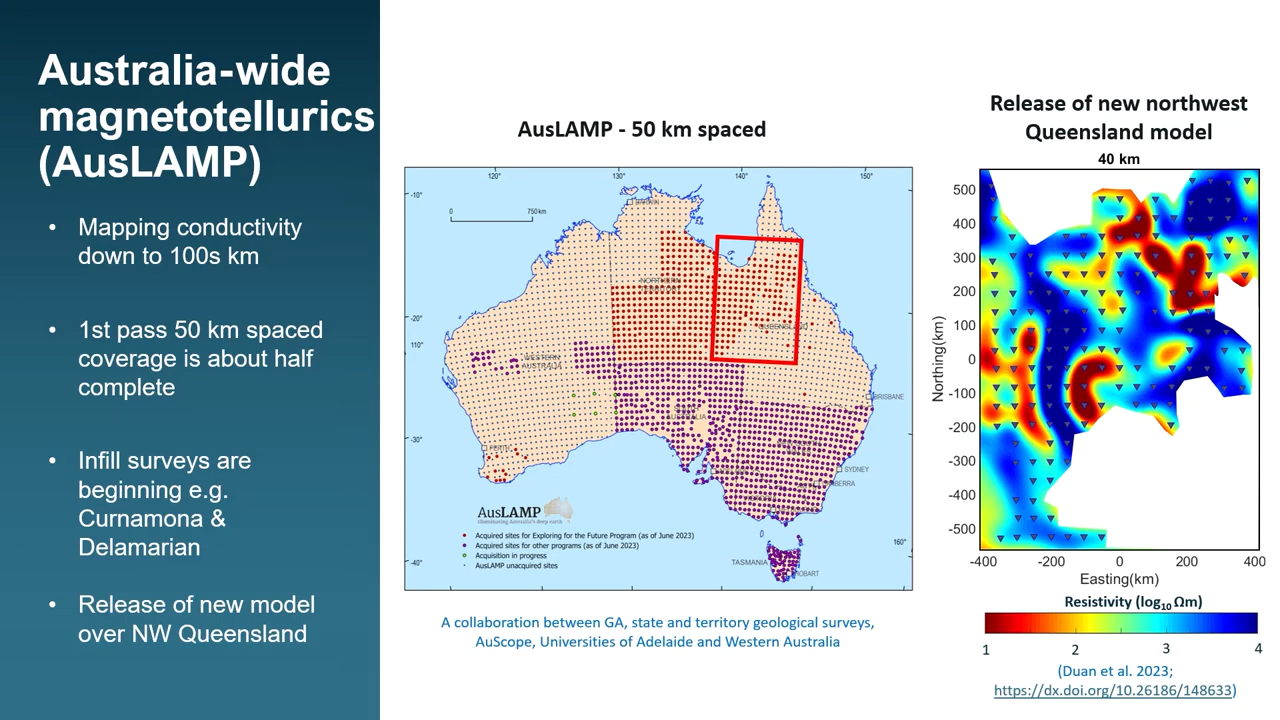 Australia-wide
magnetotellurics
(AusLAMP)
• Mapping conductivity
down to 100s km
• 1st pass 50 km spaced
coverage is about half
complete
• Infill surveys are
beginning e.g.
Curnamona &
Delamarian
• Release of new model
over NW Queensland
AusLAMP - 50 km spaced
120° 130° 140° 150°
-10°
0 750 km
NORTHERN
QUEENSLAND
-20°
110°
WESTERN
AUSTRALIA
BRISBANE
AUSTRALIA
-30°
PERTH
SYDNEY
CANBERRA
AusLAMP
Illuminating Australia's deep earth
Acquired sites for Exploring for the Future Program (as of June 2023)
Acquired sites for other programs (as of June 2023)
Acquisition in progress
AusLAMP unacquired sites
160°
-40°
TASMANIA
HOBART
A collaboration between GA, state and territory geological surveys,
AuScope, Universities of Adelaide and Western Australia
Release of new northwest
Queensland model
40 km
500
400
300
200
100
0
-100
-200
-300
-400
-500
Northing(km)
-400 -200 0 200 400
Easting(km)
Resistivity (log10 Ωm)
1 2 3 4
(Duan et al. 2023;
https://dx.doi.org/10.26186/148633)